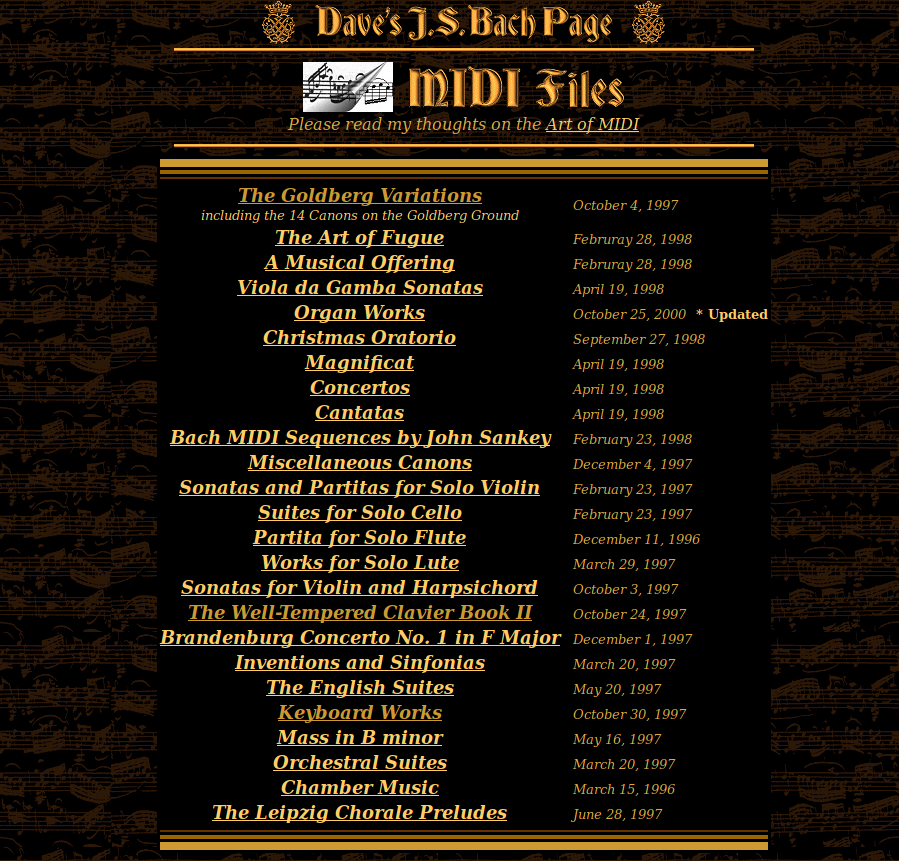 Dave's J.S. Bach Page
MIDI Files
Please read my thoughts on the Art of MIDI
The Goldberg Variations
including the 14 Canons on the Goldberg Ground October 4, 1997
The Art of Fugue Februray 28, 1998
A Musical Offering Februray 28, 1998
Viola da Gamba Sonatas April 19, 1998
Organ Works October 25, 2000 * Updated
Christmas Oratorio September 27, 1998
Magnificat April 19, 1998
Concertos April 19, 1998
Cantatas April 19, 1998
Bach MIDI Sequences by John Sankey February 23, 1998
Miscellaneous Canons December 4, 1997
Sonatas and Partitas for Solo Violin February 23, 1997
Suites for Solo Cello February 23, 1997
Partita for Solo Flute December 11, 1996
Works for Solo Lute March 29, 1997
Sonatas for Violin and Harpsichord October 3, 1997
The Well-Tempered Clavier Book II October 24, 1997
Brandenburg Concerto No. 1 in F Major December 1, 1997
Inventions and Sinfonias March 20, 1997
The English Suites May 20, 1997
Keyboard Works October 30, 1997
Mass in B minor May 16, 1997
Orchestral Suites March 20, 1997
Chamber Music March 15, 1996
The Leipzig Chorale Preludes June 28, 1997